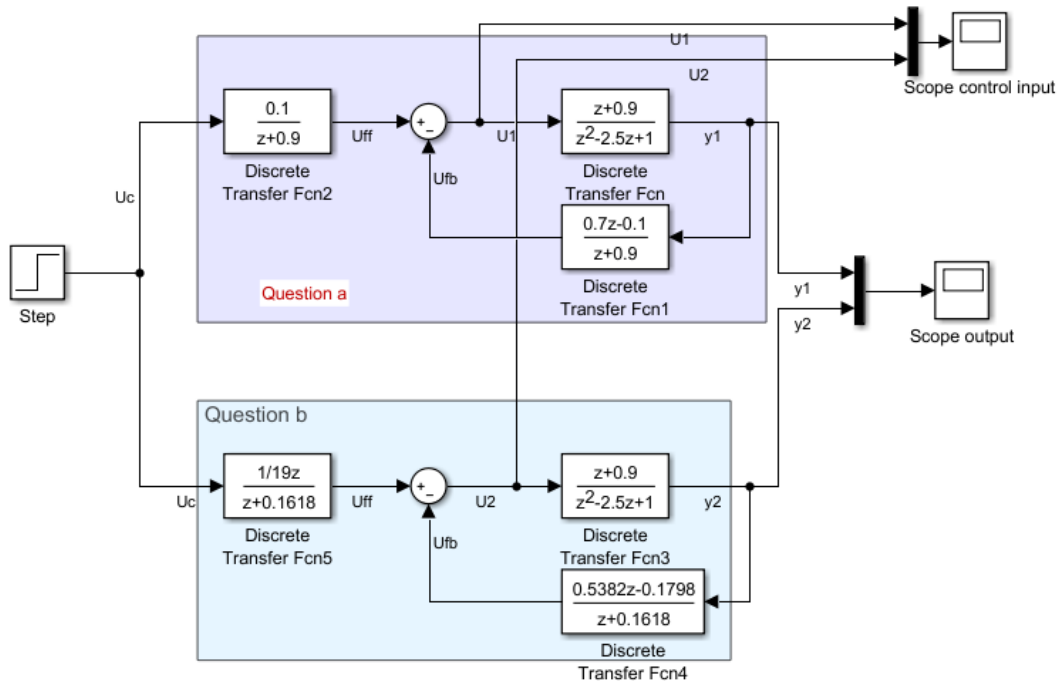 U1
U2
Scope control input
0.1
z+0.9
Discrete
Transfer Fcn2
Uff
+
−
U1
Ufb
z+0.9
z²-2.5z+1
Discrete
Transfer Fcn
y1
0.7z-0.1
z+0.9
Discrete
Transfer Fcn1
Uc
Question a
Step
y1
y2
Scope output
Question b
1/19z
z+0.1618
Discrete
Transfer Fcn5
Uc
Uff
+
−
U2
Ufb
z+0.9
z²-2.5z+1
Discrete
Transfer Fcn3
y2
0.5382z-0.1798
z+0.1618
Discrete
Transfer Fcn4